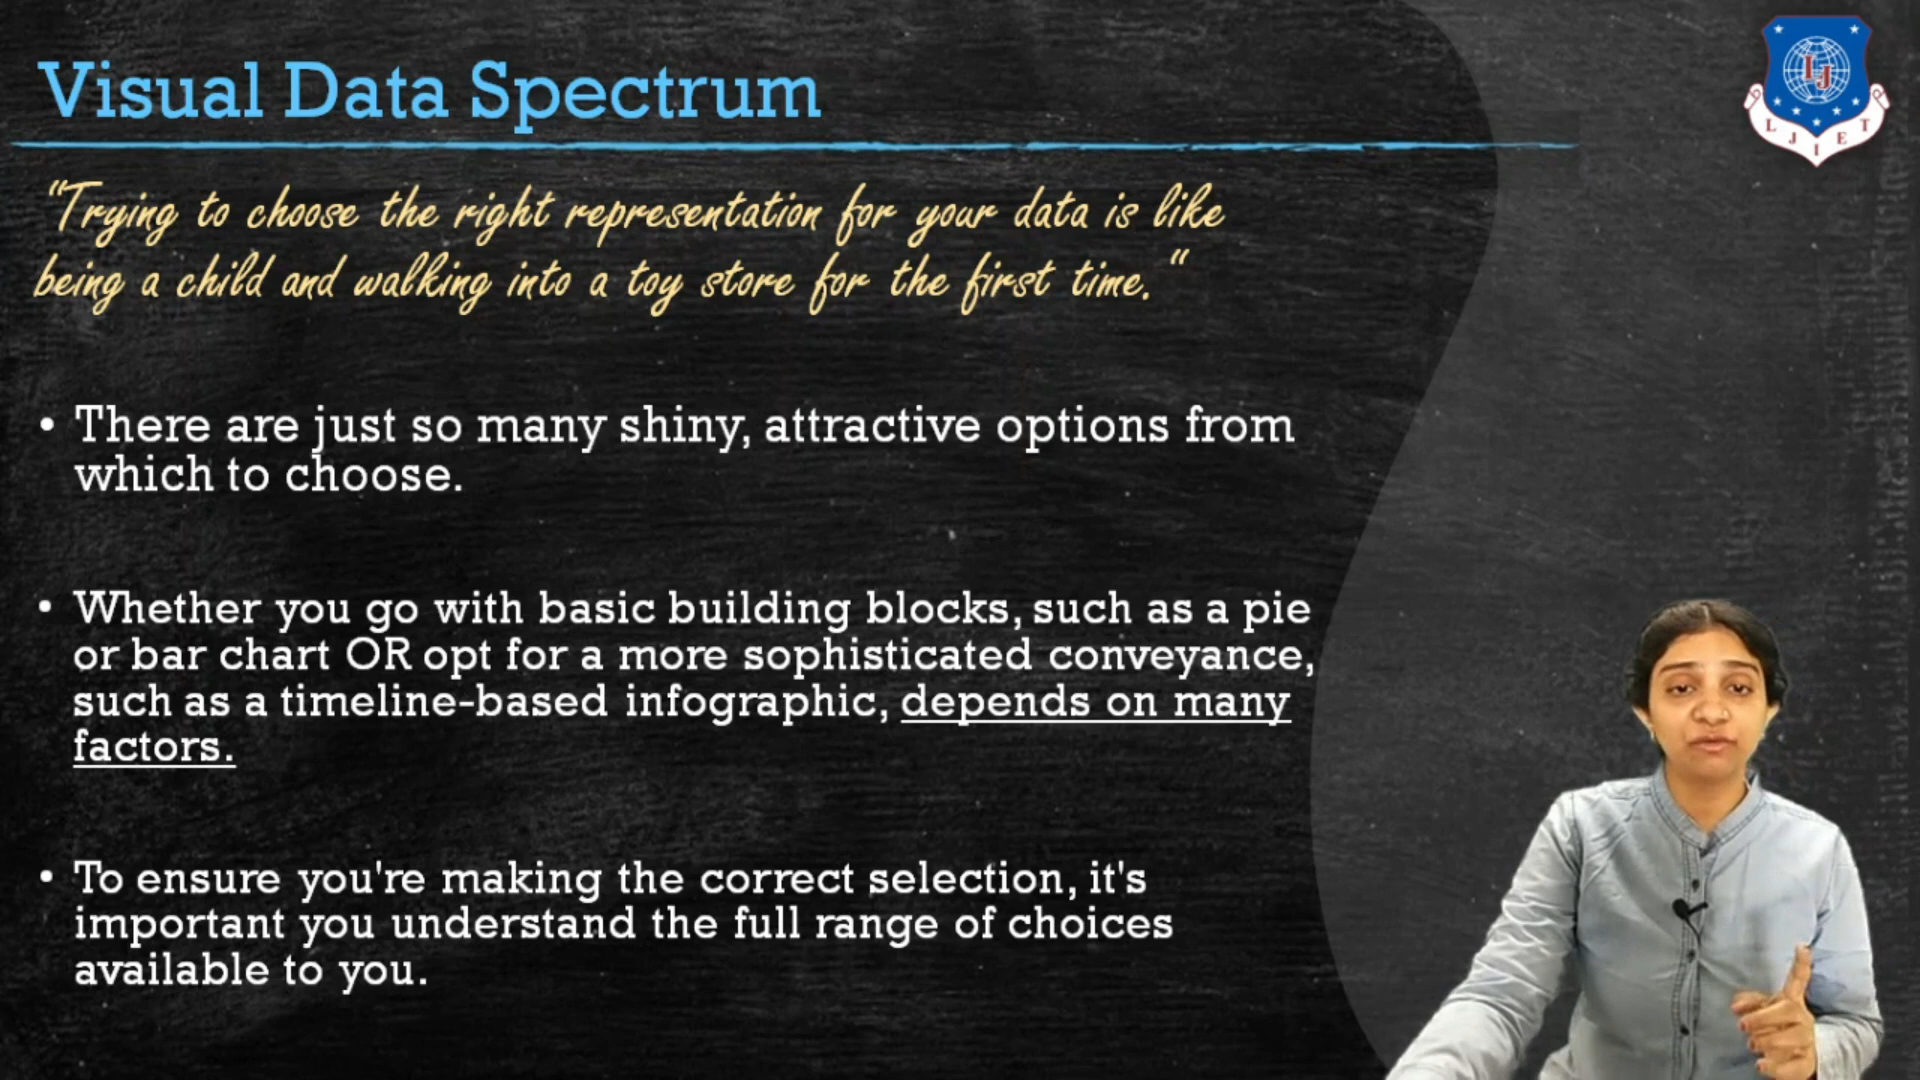 Visual Data Spectrum
"Trying to choose the right representation for your data is like
being a child and walking into a toy store for the first time."
• There are just so many shiny, attractive options from
which to choose.
• Whether you go with basic building blocks, such as a pie
or bar chart OR opt for a more sophisticated conveyance,
such as a timeline-based infographic, depends on many
factors.
• To ensure you're making the correct selection, it's
important you understand the full range of choices
available to you.
LJ
L J I E T